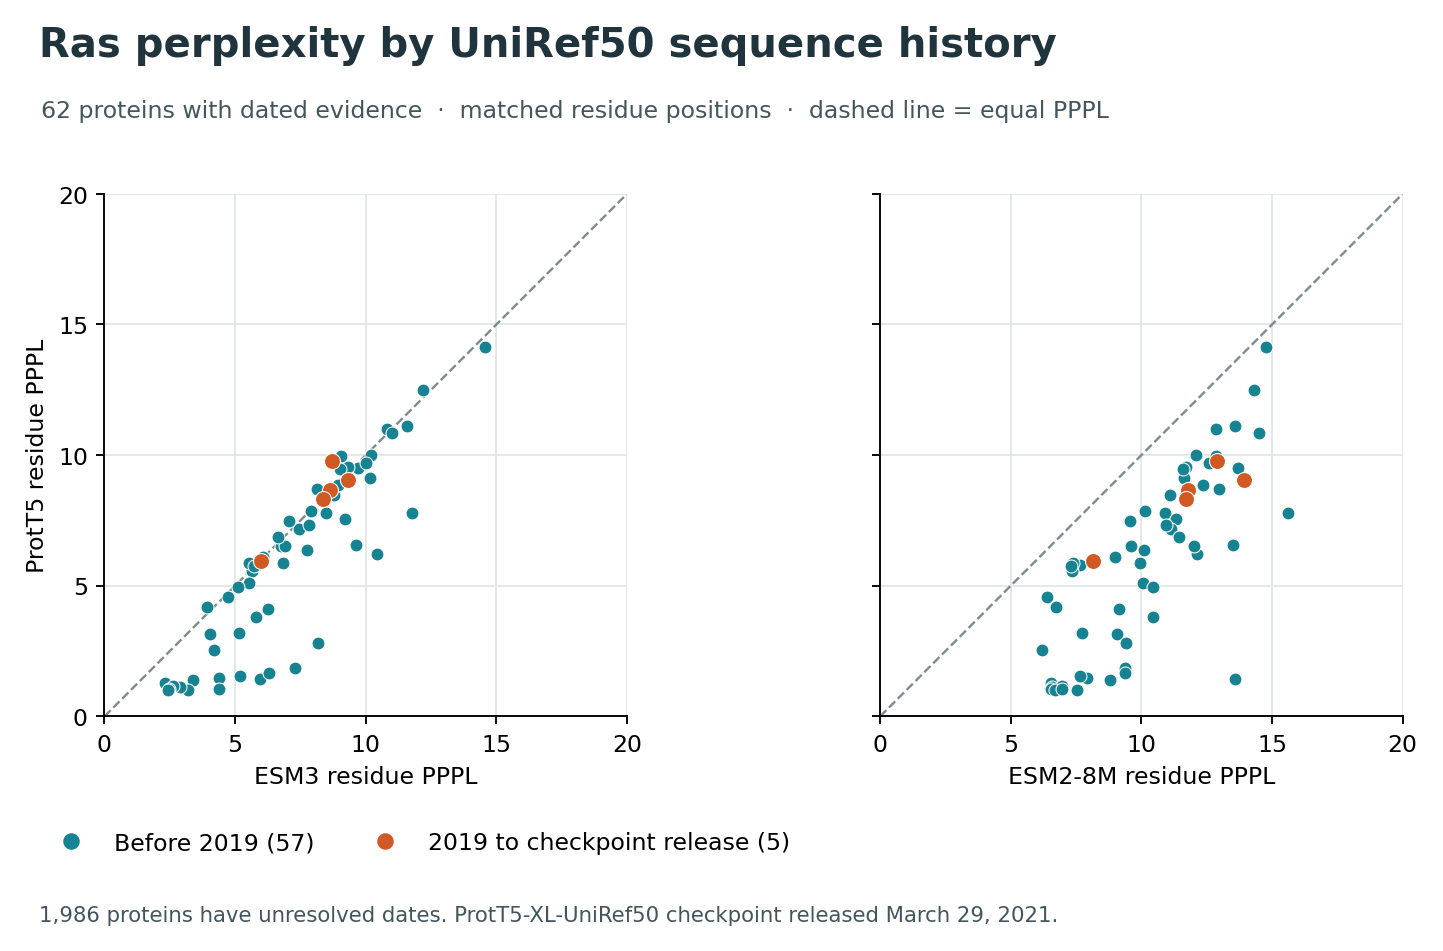 Ras perplexity by UniRef50 sequence history
62 proteins with dated evidence · matched residue positions · dashed line = equal PPPL
ProtT5 residue PPPL
20
15
10
5
0
0 5 10 15 20
ESM3 residue PPPL
0 5 10 15 20
ESM2-8M residue PPPL
Before 2019 (57)
2019 to checkpoint release (5)
1,986 proteins have unresolved dates. ProtT5-XL-UniRef50 checkpoint released March 29, 2021.